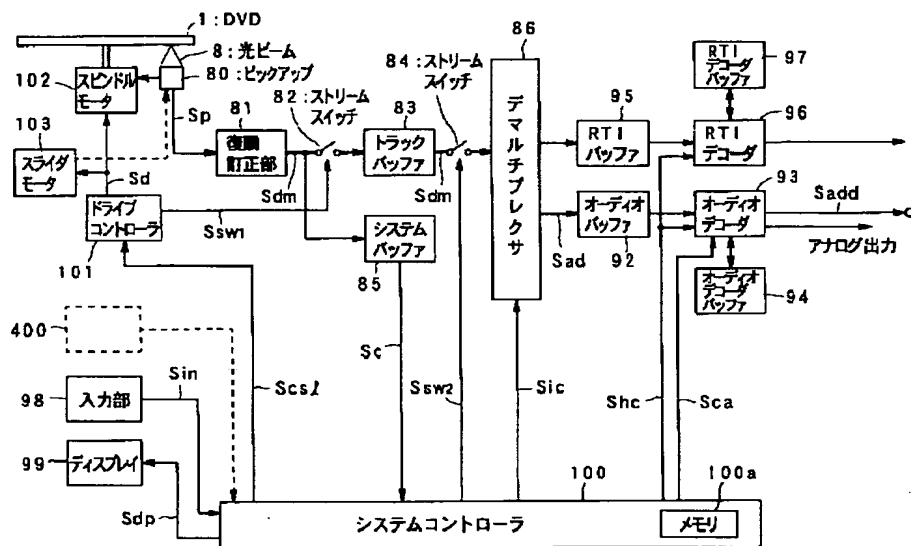 1:DVD
8:光ビーム
80:ピックアップ
102
スピンドル
モータ
103
スライダ
モータ
Sp
81
復調
訂正部
82:ストリーム
スイッチ
83
トラック
バッファ
84:ストリーム
スイッチ
86
デマルチプレクサ
95
RTI
バッファ
97
RTI
デコーダ
バッファ
96
RTI
デコーダ
93
オーディオ
デコーダ
Sadd
アナログ出力
オーディオ
バッファ
92
Sad
オーディオ
デコーダ
バッファ
94
Sd
Sdm
Sdm
ドライブ
コントローラ
101
Ssw1
システム
バッファ
85
400
98
入力部
Sin
99
ディスプレイ
Sdp
Scsl
Sc
Ssw2
Sic
Shc
Sca
100
100a
システムコントローラ
メモリ